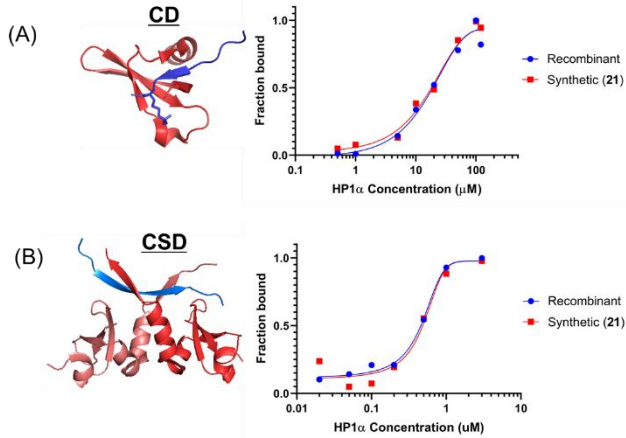 (A)
CD
Fraction bound
1.0
0.5
0.0
0.1
1
10
100
HP1α Concentration (μM)
Recombinant
Synthetic (21)
(B)
CSD
Fraction bound
1.0
0.5
0.0
0.01
0.1
1
10
HP1α Concentration (uM)
Recombinant
Synthetic (21)